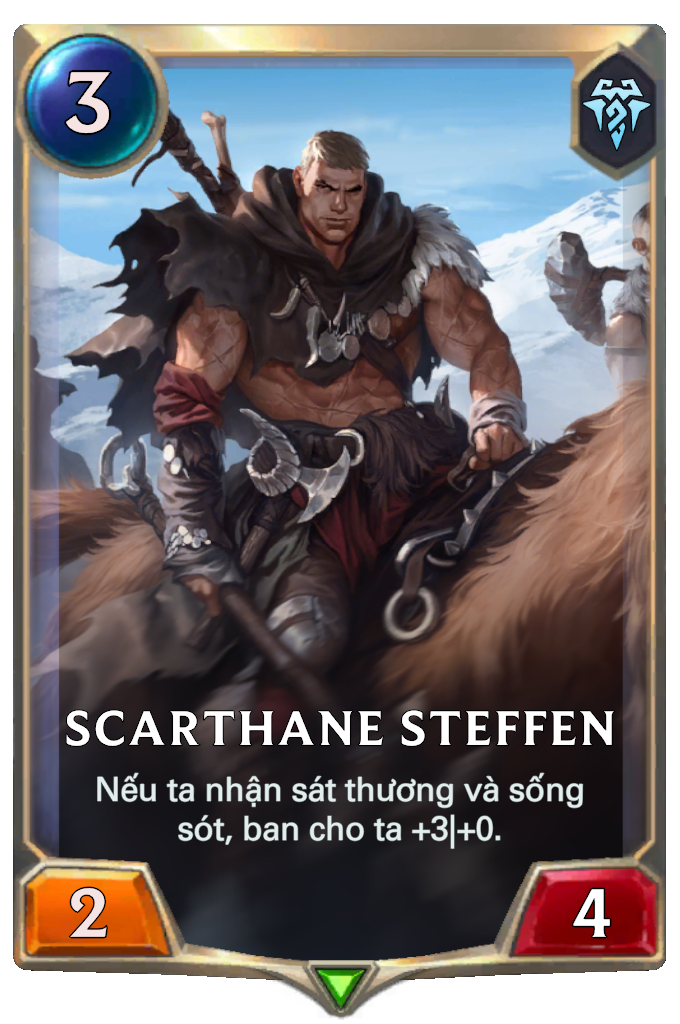 3
SCARTHANE STEFFEN
Nếu ta nhận sát thương và sống
sót, ban cho ta +3|+0.
2
4